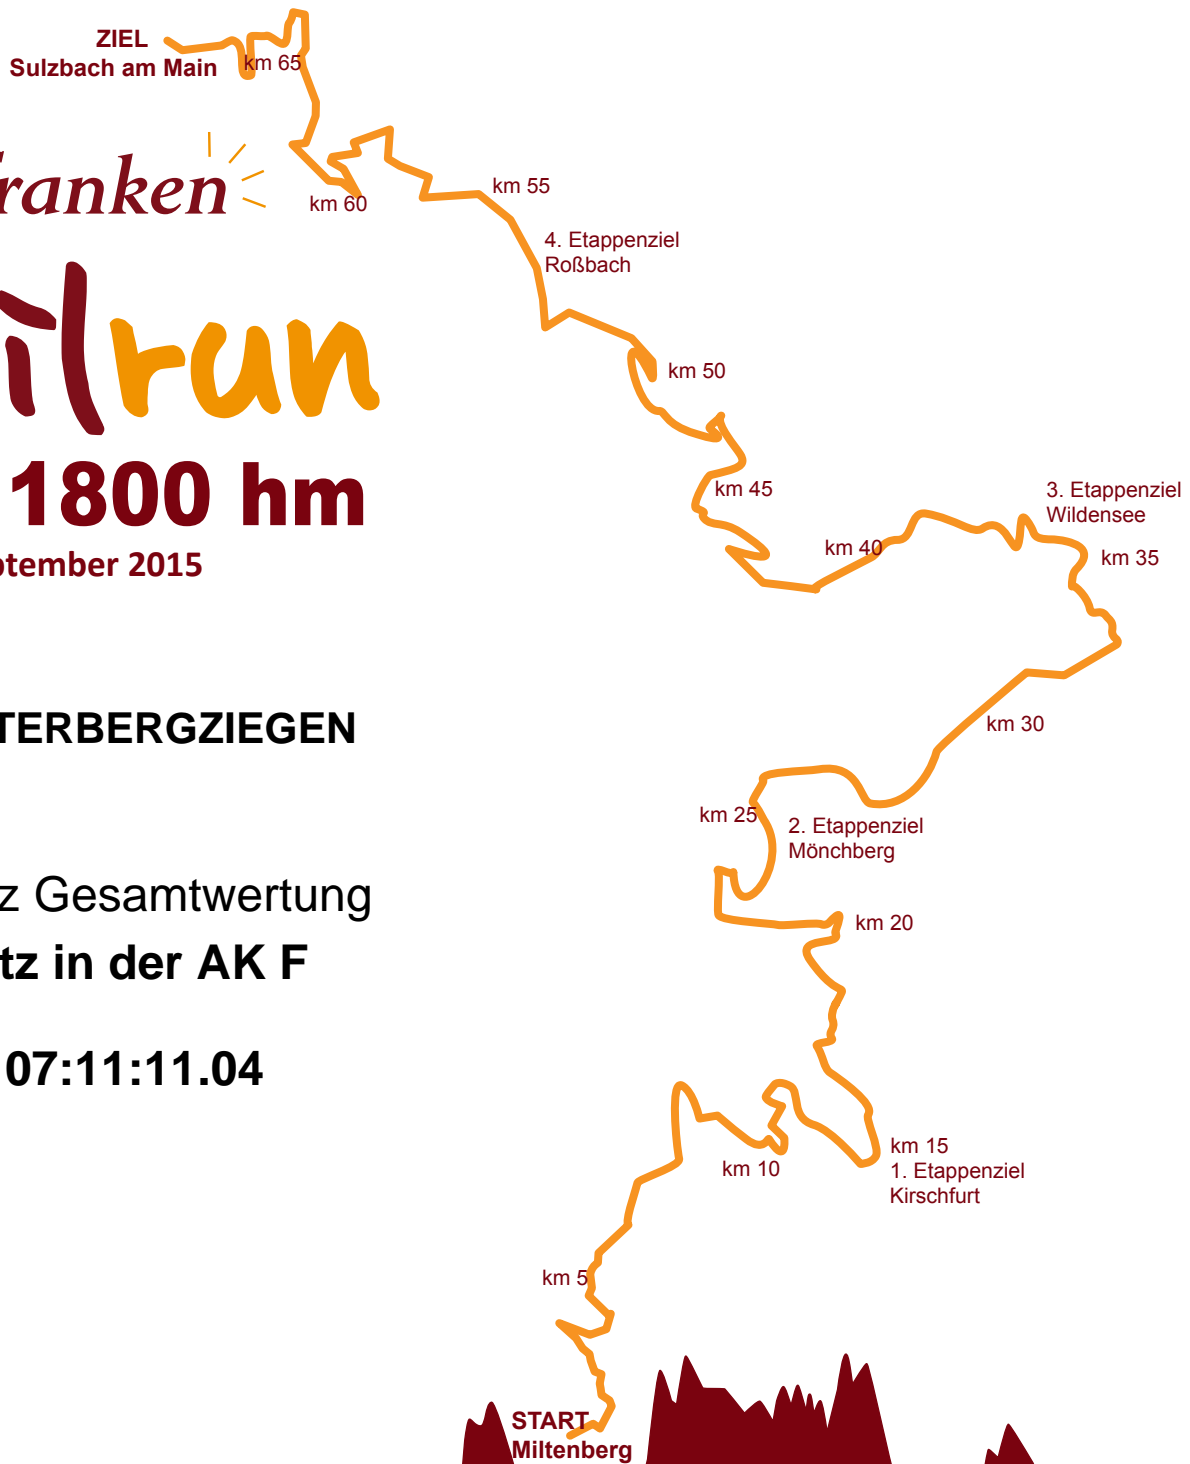 ZIEL
Sulzbach am Main
km 65
km 60
km 55
4. Etappenziel
Roßbach
ranken
ilrun
km 50
1800 hm
ptember 2015
km 45
3. Etappenziel
Wildensee
km 40
km 35
TERBERGZIEGEN
km 30
km 25
2. Etappenziel
Mönchberg
z Gesamtwertung
km 20
tz in der AK F
07:11:11.04
km 15
1. Etappenziel
Kirschfurt
km 10
km 5
START
Miltenberg